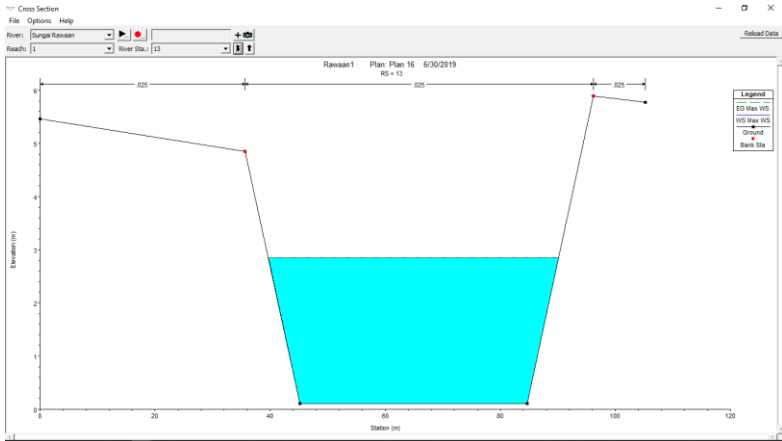 Cross Section
File Options Help
River: Sungai Rawaan
Reload Data
Reach: 1 River Sta.: 13
Rawaan1 Plan: Plan 16 6/30/2019
RS = 13
.025 .025 .025
Legend
EG Max WS
WS Max WS
Ground
Bank Sta
6
5
4
3
2
1
0
Elevation (m)
0 20 40 60 80 100 120
Station (m)